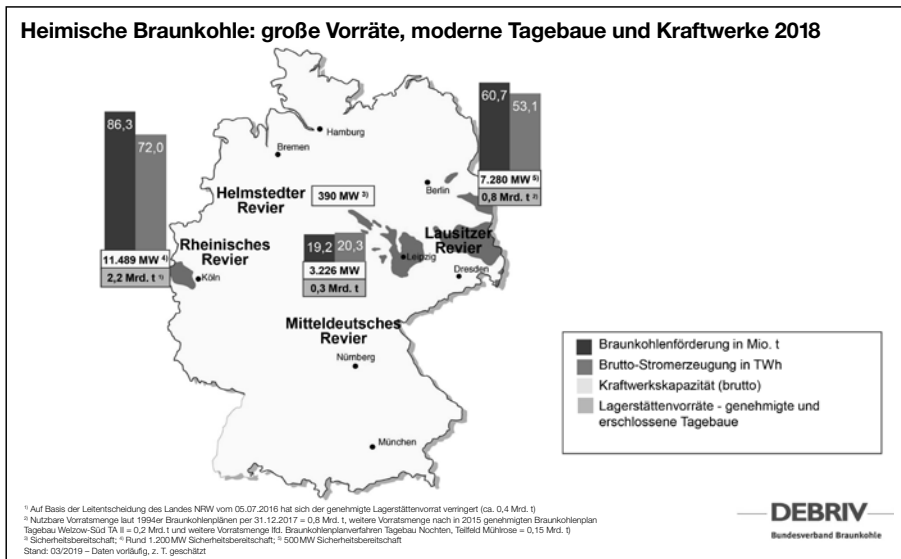 Heimische Braunkohle: große Vorräte, moderne Tagebaue und Kraftwerke 2018
86,3
72,0
11.489 MW ⁴⁾
2,2 Mrd. t ¹⁾
Rheinisches
Revier
Köln
Hamburg
Bremen
Helmstedter
Revier
390 MW ³⁾
19,2
20,3
3.226 MW
0,3 Mrd. t
Mitteldeutsches
Revier
Leipzig
60,7
53,1
7.280 MW ⁵⁾
0,8 Mrd. t ²⁾
Berlin
Lausitzer
Revier
Dresden
Nürnberg
München
Braunkohlenförderung in Mio. t
Brutto-Stromerzeugung in TWh
Kraftwerkskapazität (brutto)
Lagerstättenvorräte - genehmigte und
erschlossene Tagebaue
¹⁾ Auf Basis der Leitentscheidung des Landes NRW vom 05.07.2016 hat sich der genehmigte Lagerstättenvorrat verringert (ca. 0,4 Mrd. t)
²⁾ Nutzbare Vorratsmenge laut 1994er Braunkohlenplänen per 31.12.2017 = 0,8 Mrd. t, weitere Vorratsmenge nach in 2015 genehmigten Braunkohlenplan
Tagebau Welzow-Süd TA II = 0,2 Mrd. t und weitere Vorratsmenge lfd. Braunkohlenplanverfahren Tagebau Nochten, Teilfeld Mühlrose = 0,15 Mrd. t)
³⁾ Sicherheitsbereitschaft; ⁴⁾ Rund 1.200 MW Sicherheitsbereitschaft; ⁵⁾ 500 MW Sicherheitsbereitschaft
Stand: 03/2019 – Daten vorläufig, z. T. geschätzt
DEBRIV
Bundesverband Braunkohle